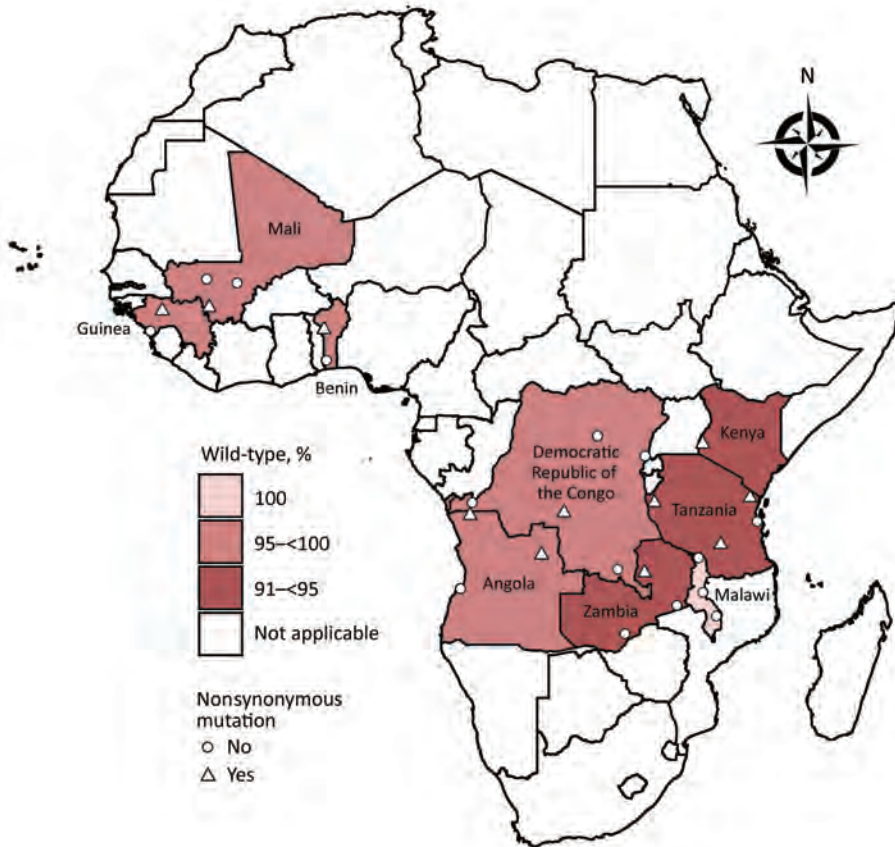 N
Mali
Guinea
Benin
Kenya
Democratic
Republic of
the Congo
Tanzania
Angola
Zambia
Malawi
Wild-type, %
100
95–<100
91–<95
Not applicable
Nonsynonymous
mutation
No
Yes